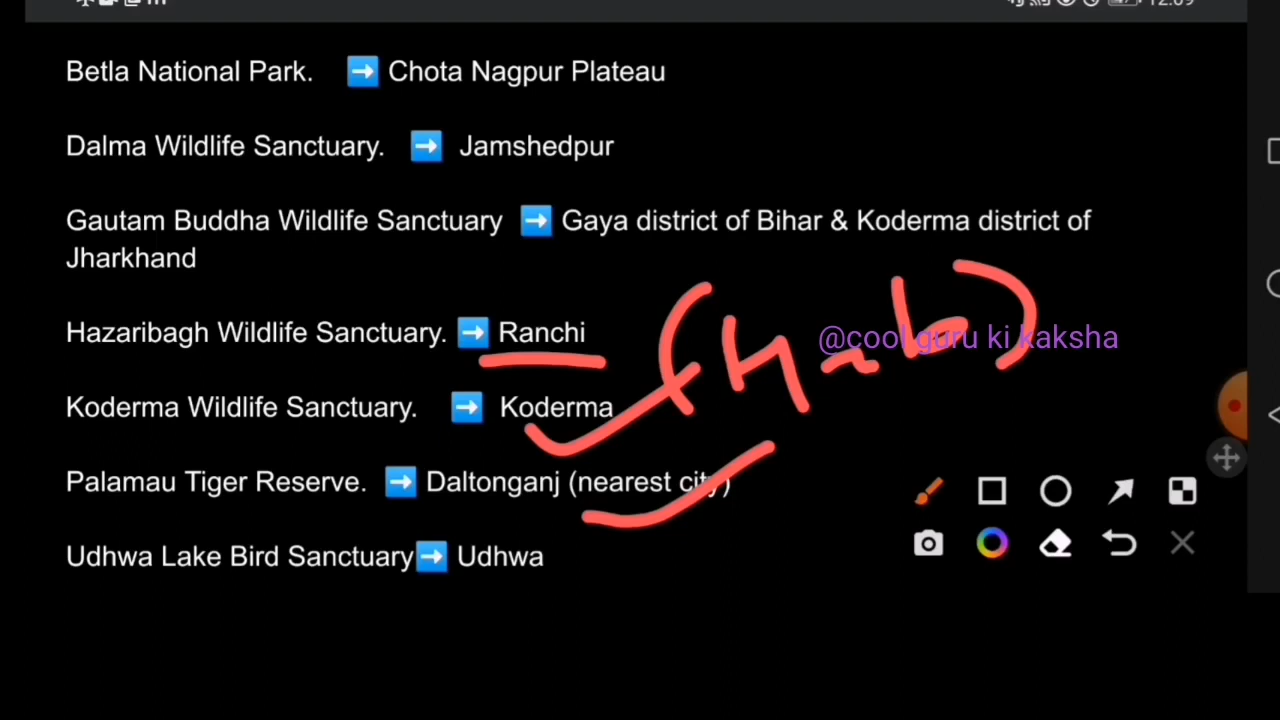 12:09
Betla National Park. ➡ Chota Nagpur Plateau
Dalma Wildlife Sanctuary. ➡ Jamshedpur
Gautam Buddha Wildlife Sanctuary ➡ Gaya district of Bihar & Koderma district of
Jharkhand
Hazaribagh Wildlife Sanctuary. ➡ Ranchi
@cool guru ki kaksha
Koderma Wildlife Sanctuary. ➡ Koderma
Palamau Tiger Reserve. ➡ Daltonganj (nearest city)
Udhwa Lake Bird Sanctuary ➡ Udhwa